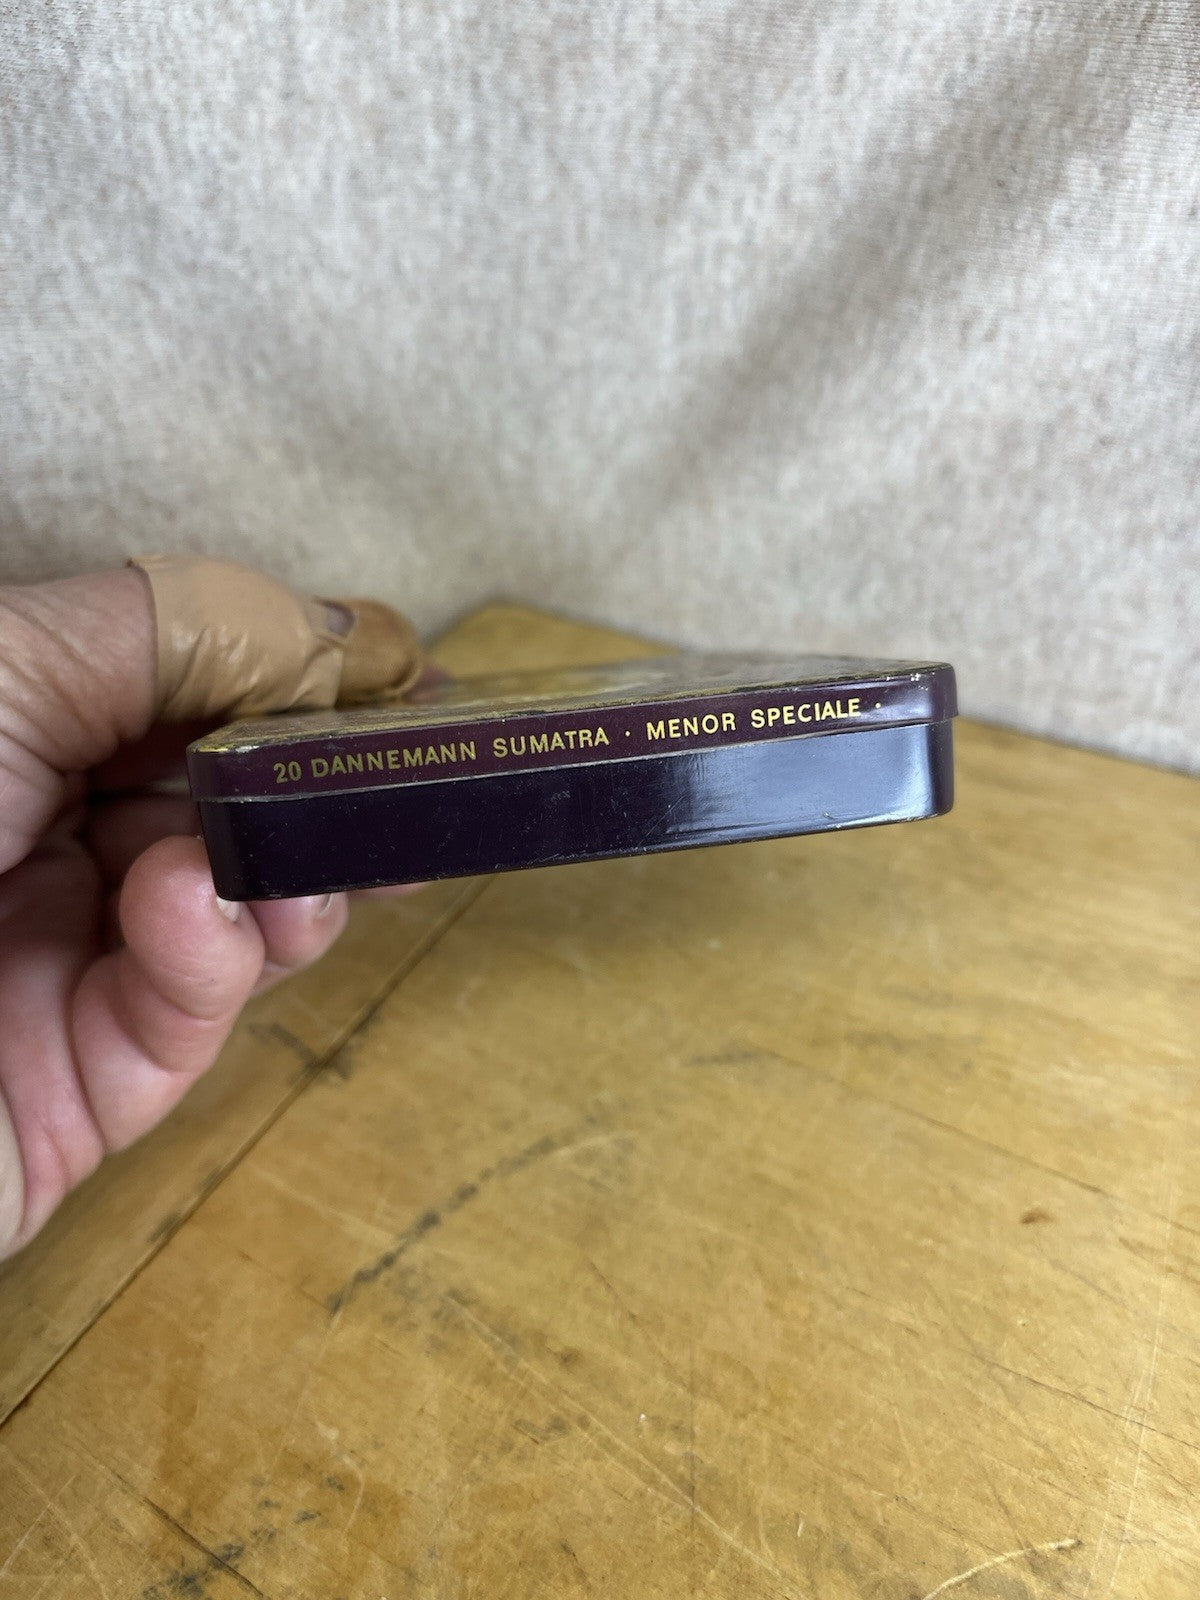 20 DANNEMANN SUMATRA · MENOR SPECIALE ·